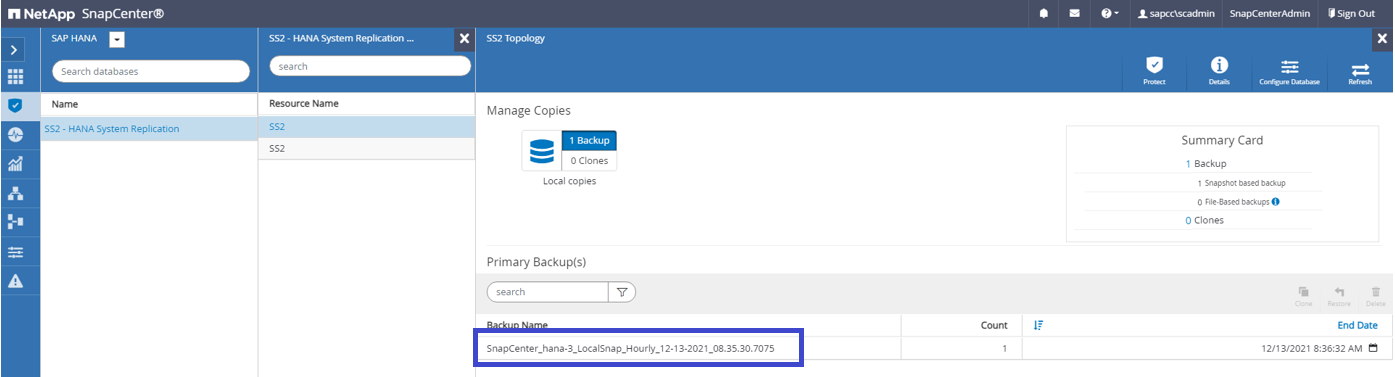 NetApp SnapCenter®
sapcc\scadmin SnapCenterAdmin Sign Out
SAP HANA
Search databases
Name
SS2 - HANA System Replication
SS2 - HANA System Replication ...
search
Resource Name
SS2
SS2
SS2 Topology
Protect Details Configure Database Refresh
Manage Copies
1 Backup
0 Clones
Local copies
Summary Card
1 Backup
1 Snapshot based backup
0 File-Based backups
0 Clones
Primary Backup(s)
search
Clone Restore Delete
Backup Name Count End Date
SnapCenter_hana-3_LocalSnap_Hourly_12-13-2021_08.35.30.7075 1 12/13/2021 8:36:32 AM